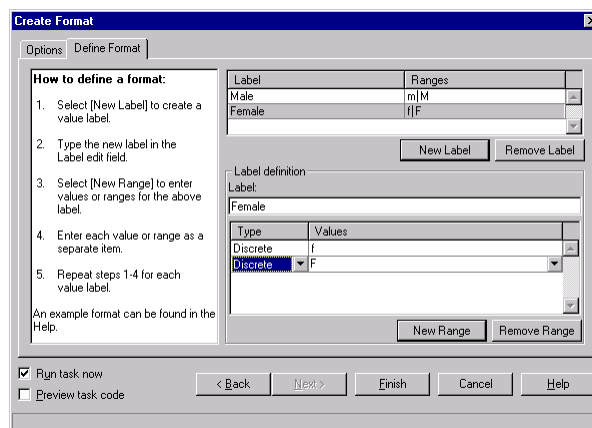 Create Format
Options
Define Format
How to define a format:
1. Select [New Label] to create a
value label.
2. Type the new label in the
Label edit field.
3. Select [New Range] to enter
values or ranges for the above
label.
4. Enter each value or range as a
separate item.
5. Repeat steps 1-4 for each
value label.
An example format can be found in the
Help.
Label Ranges
Male m|M
Female f|F
New Label Remove Label
Label definition
Label:
Female
Type Values
Discrete f
Discrete F
New Range Remove Range
Run task now
Preview task code
< Back Next > Finish Cancel Help